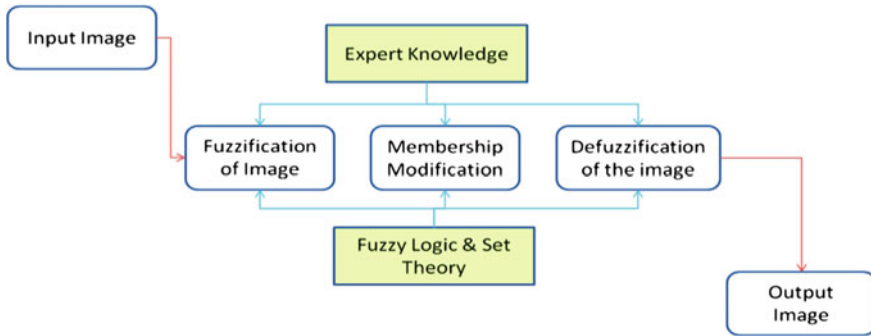 Input Image
Expert Knowledge
Fuzzification
of Image
Membership
Modification
Defuzzification
of the image
Fuzzy Logic & Set
Theory
Output
Image